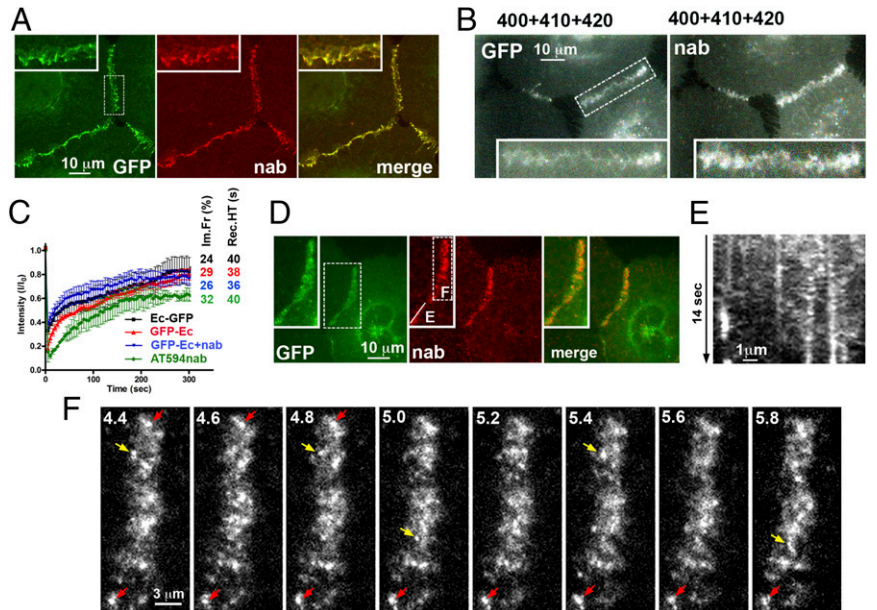 A
GFP
nab
merge
10 µm
B
400+410+420
400+410+420
GFP
nab
10 µm
C
Im.Fr (%)
Rec.HT (s)
24 40
29 38
26 36
32 40
Intensity (I/I0)
1.0
0.8
0.6
0.4
0.2
0.0
0 100 200 300
Time (sec)
Ec-GFP
GFP-Ec
GFP-Ec+nab
AT594nab
D
GFP
10 µm
E
F
nab
merge
E
14 sec
1µm
F
4.4
4.6
4.8
5.0
5.2
5.4
5.6
5.8
3 µm